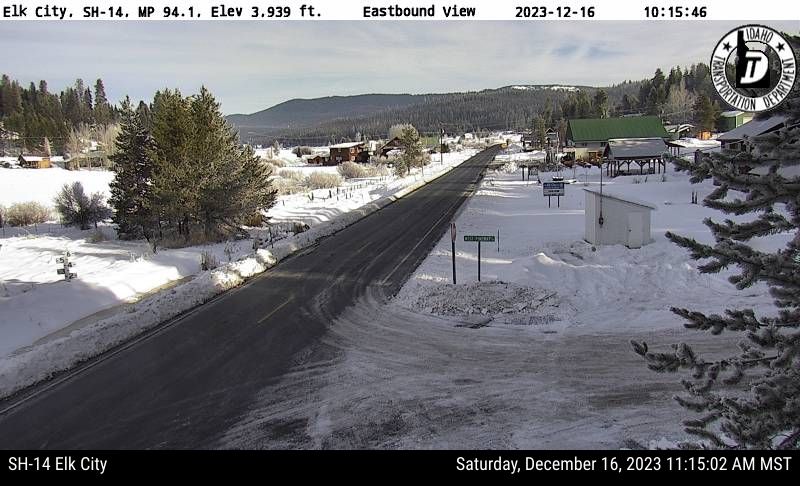 Elk City, SH-14, MP 94.1, Elev 3,939 ft. Eastbound View 2023-12-16 10:15:46
IDAHO
TRANSPORTATION DEPARTMENT
SH-14 Elk City Saturday, December 16, 2023 11:15:02 AM MST